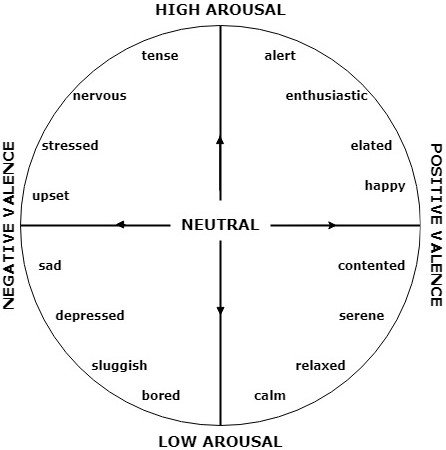 HIGH AROUSAL
tense
alert
nervous
enthusiastic
stressed
elated
upset
happy
NEGATIVE VALENCE
NEUTRAL
POSITIVE VALENCE
sad
contented
depressed
serene
sluggish
relaxed
bored
calm
LOW AROUSAL